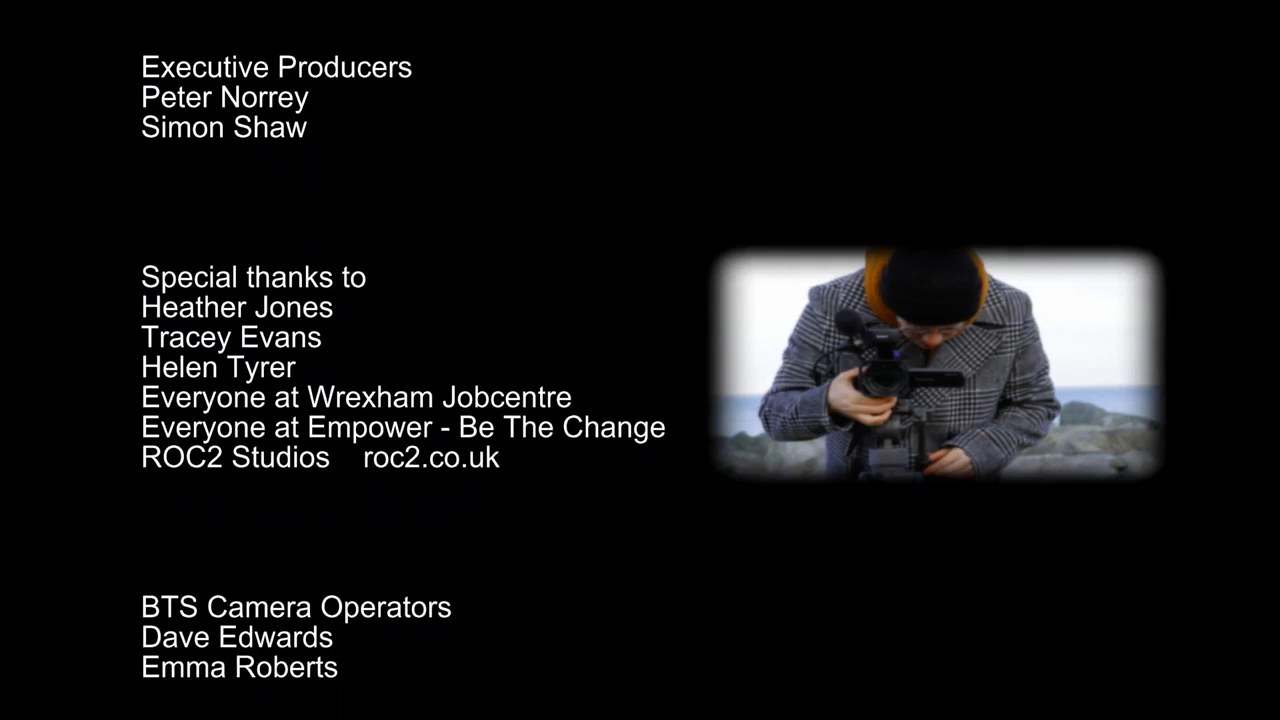 Executive Producers
Peter Norrey
Simon Shaw
Special thanks to
Heather Jones
Tracey Evans
Helen Tyrer
Everyone at Wrexham Jobcentre
Everyone at Empower - Be The Change
ROC2 Studios roc2.co.uk
BTS Camera Operators
Dave Edwards
Emma Roberts